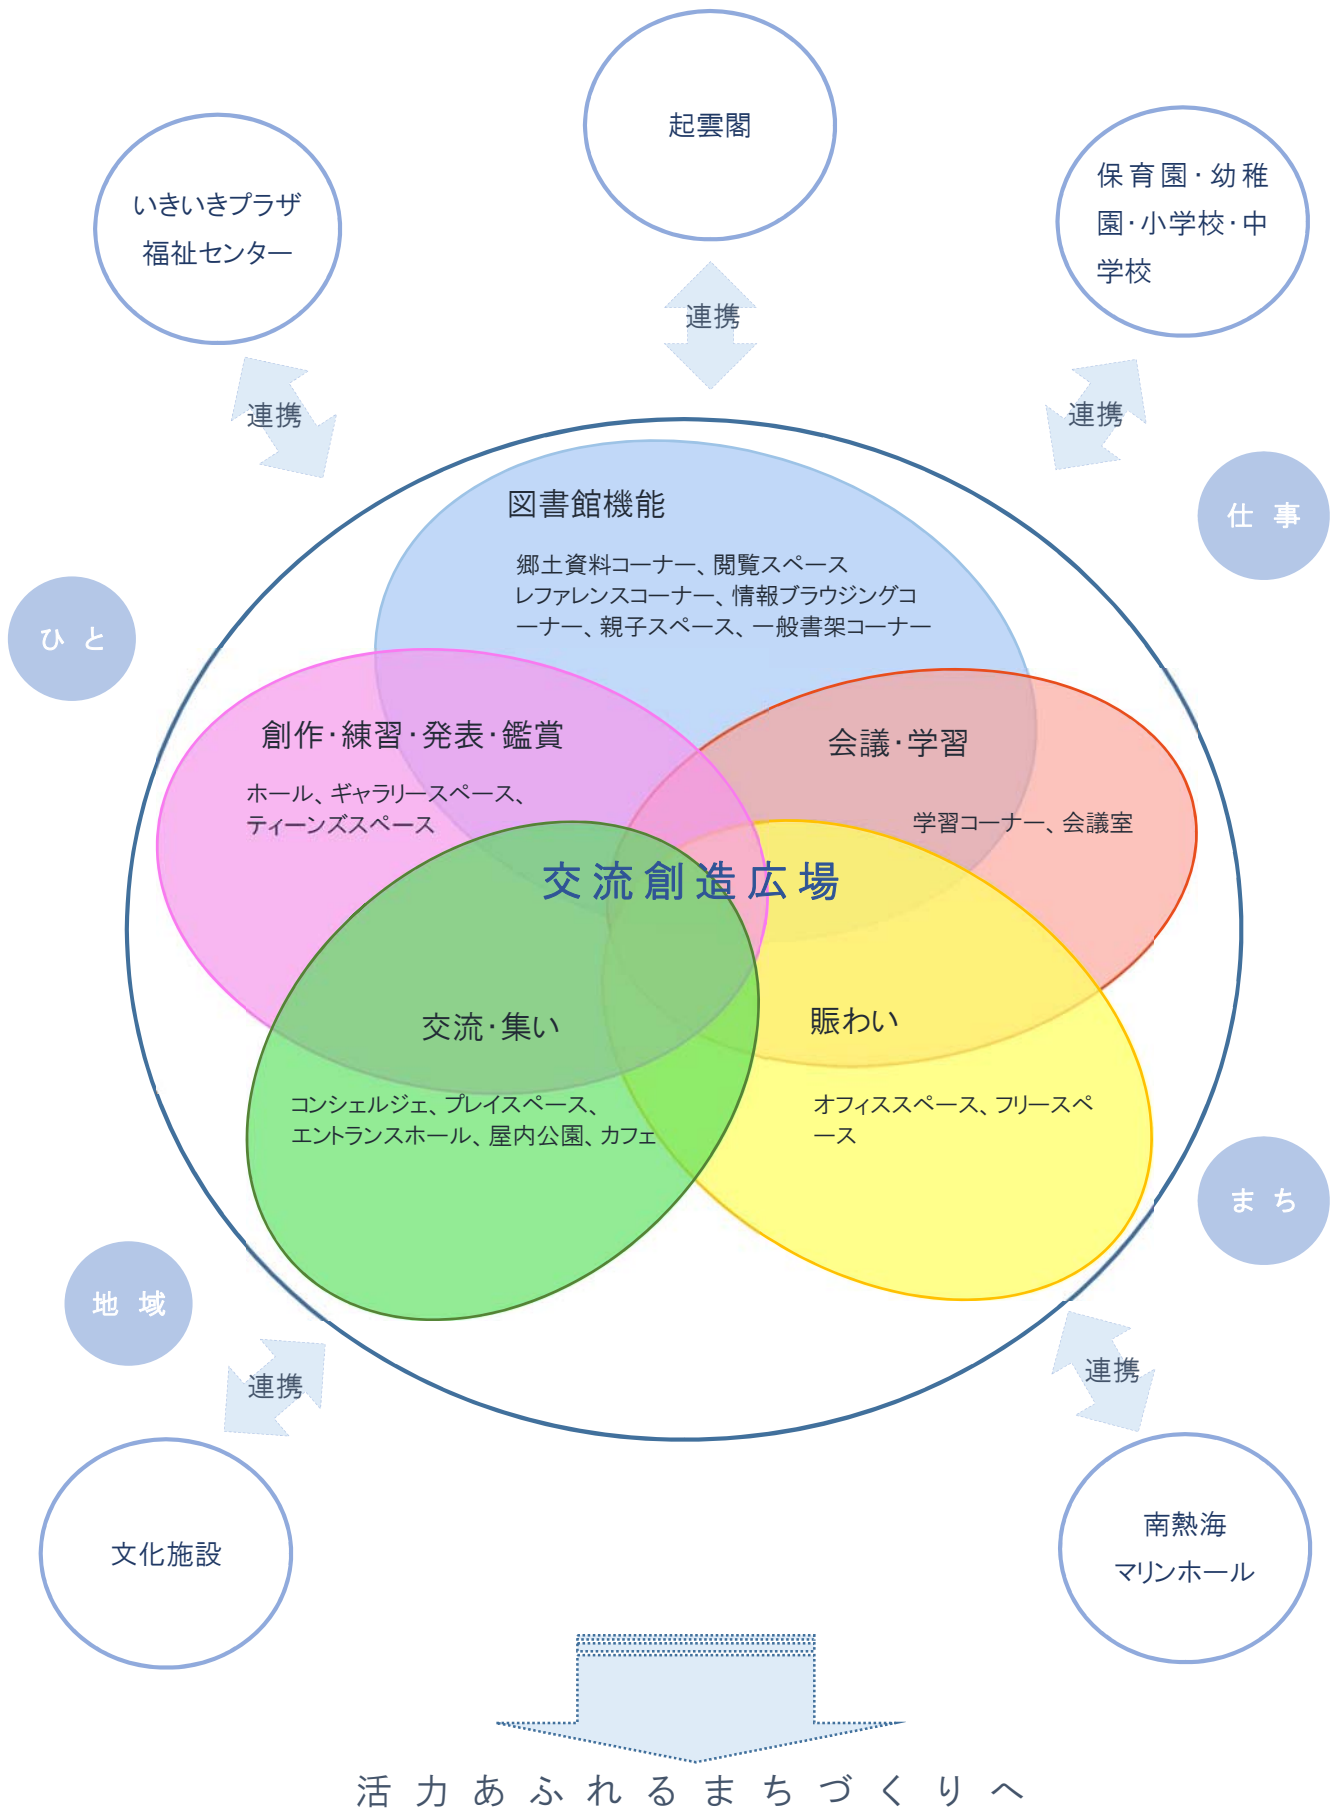 起雲閣
いきいきプラザ
福祉センター
保育園・幼稚
園・小学校・中
学校
連携
連携
連携
仕事
ひと
図書館機能
郷土資料コーナー、閲覧スペース
レファレンスコーナー、情報ブラウジングコ
ーナー、親子スペース、一般書架コーナー
創作・練習・発表・鑑賞
ホール、ギャラリースペース、
ティーンズスペース
会議・学習
学習コーナー、会議室
交流創造広場
交流・集い
コンシェルジェ、プレイスペース、
エントランスホール、屋内公園、カフェ
賑わい
オフィススペース、フリースペ
ース
まち
地域
連携
連携
文化施設
南熱海
マリンホール
活力あふれるまちづくりへ